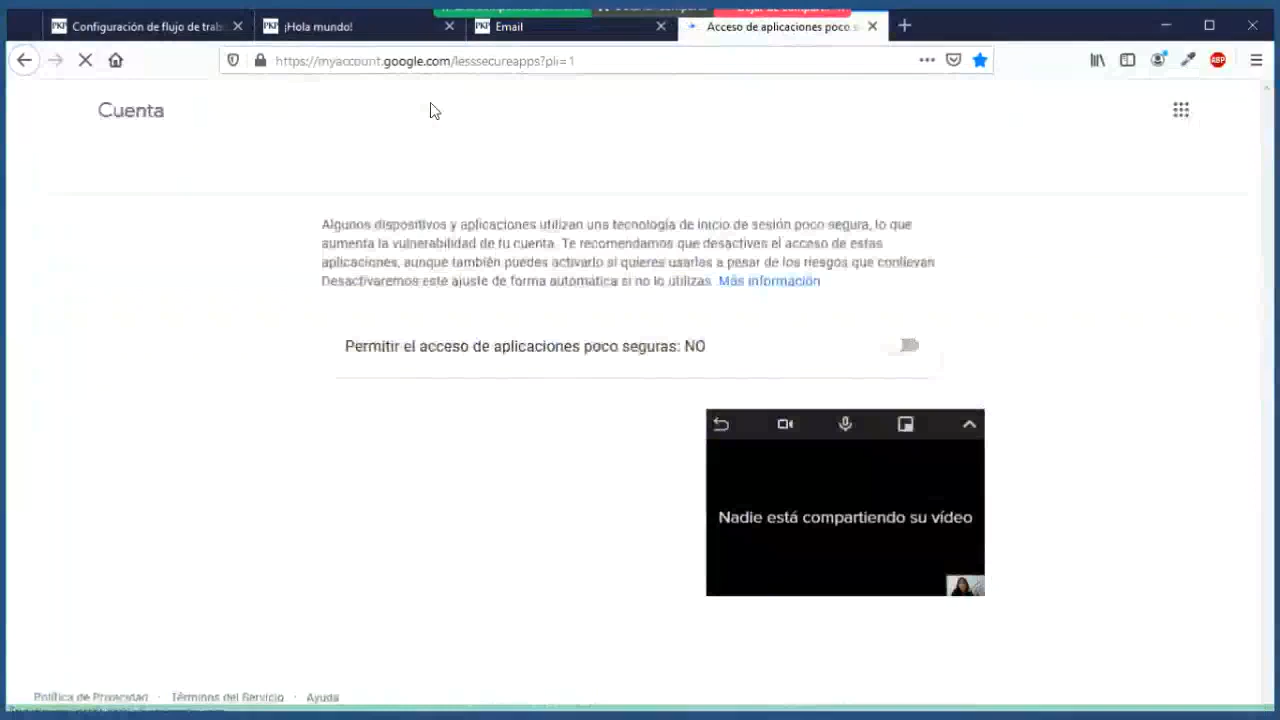 Configuración de flujo de trab
¡Hola mundo!
Email
Acceso de aplicaciones poco s
https://myaccount.google.com/lesssecureapps?pli=1
ABP
Cuenta
Algunos dispositivos y aplicaciones utilizan una tecnología de inicio de sesión poco segura, lo que
aumenta la vulnerabilidad de tu cuenta. Te recomendamos que desactives el acceso de estas
aplicaciones, aunque también puedes activarlo si quieres usarlas a pesar de los riesgos que conllevan
Desactivaremos este ajuste de forma automática si no lo utilizas. Más información
Permitir el acceso de aplicaciones poco seguras: NO
Nadie está compartiendo su vídeo
Política de Privacidad · Términos del Servicio · Ayuda